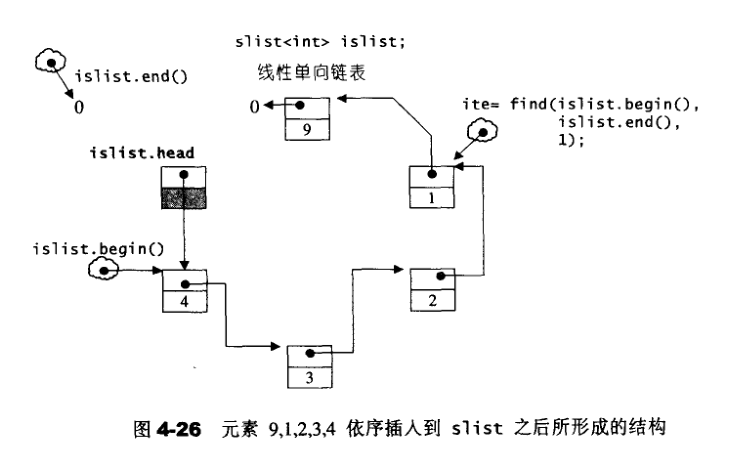 slist<int> islist;
线性单向链表
islist.end()
0
0
9
ite= find(islist.begin(),
islist.end(),
1);
islist.head
1
islist.begin()
4
2
3
图 4-26 元素 9,1,2,3,4 依序插入到 slist 之后所形成的结构